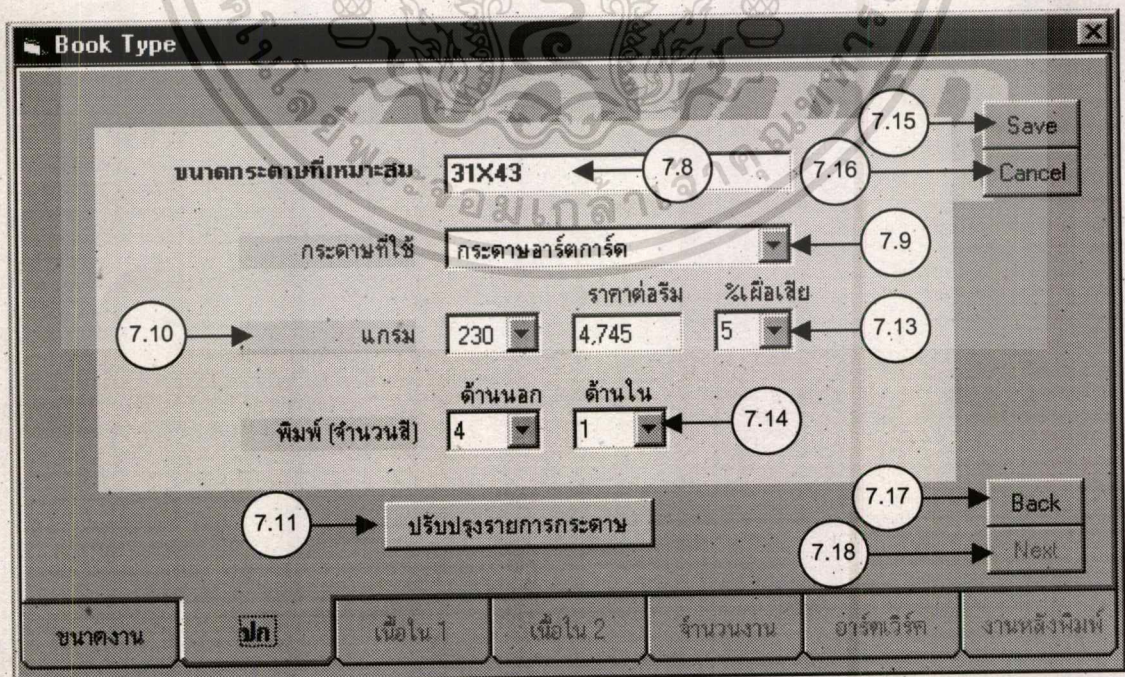 Book Type
7.15 Save
ขนาดกระดาษที่เหมาะสม 31X43 7.8 7.16 Cancel
กระดาษที่ใช้ กระดาษอาร์ตการ์ด 7.9
ราคาต่อรีม %เผื่อเสีย
7.10 แกรม 230 4,745 5 7.13
ด้านนอก ด้านใน
พิมพ์ (จำนวนสี) 4 1 7.14
7.17 Back
7.11 ปรับปรุงรายการกระดาษ
7.18 Next
ขนาดงาน ปก เนื้อใน 1 เนื้อใน 2 จำนวนงาน อาร์ตเวิร์ค งานหลังพิมพ์